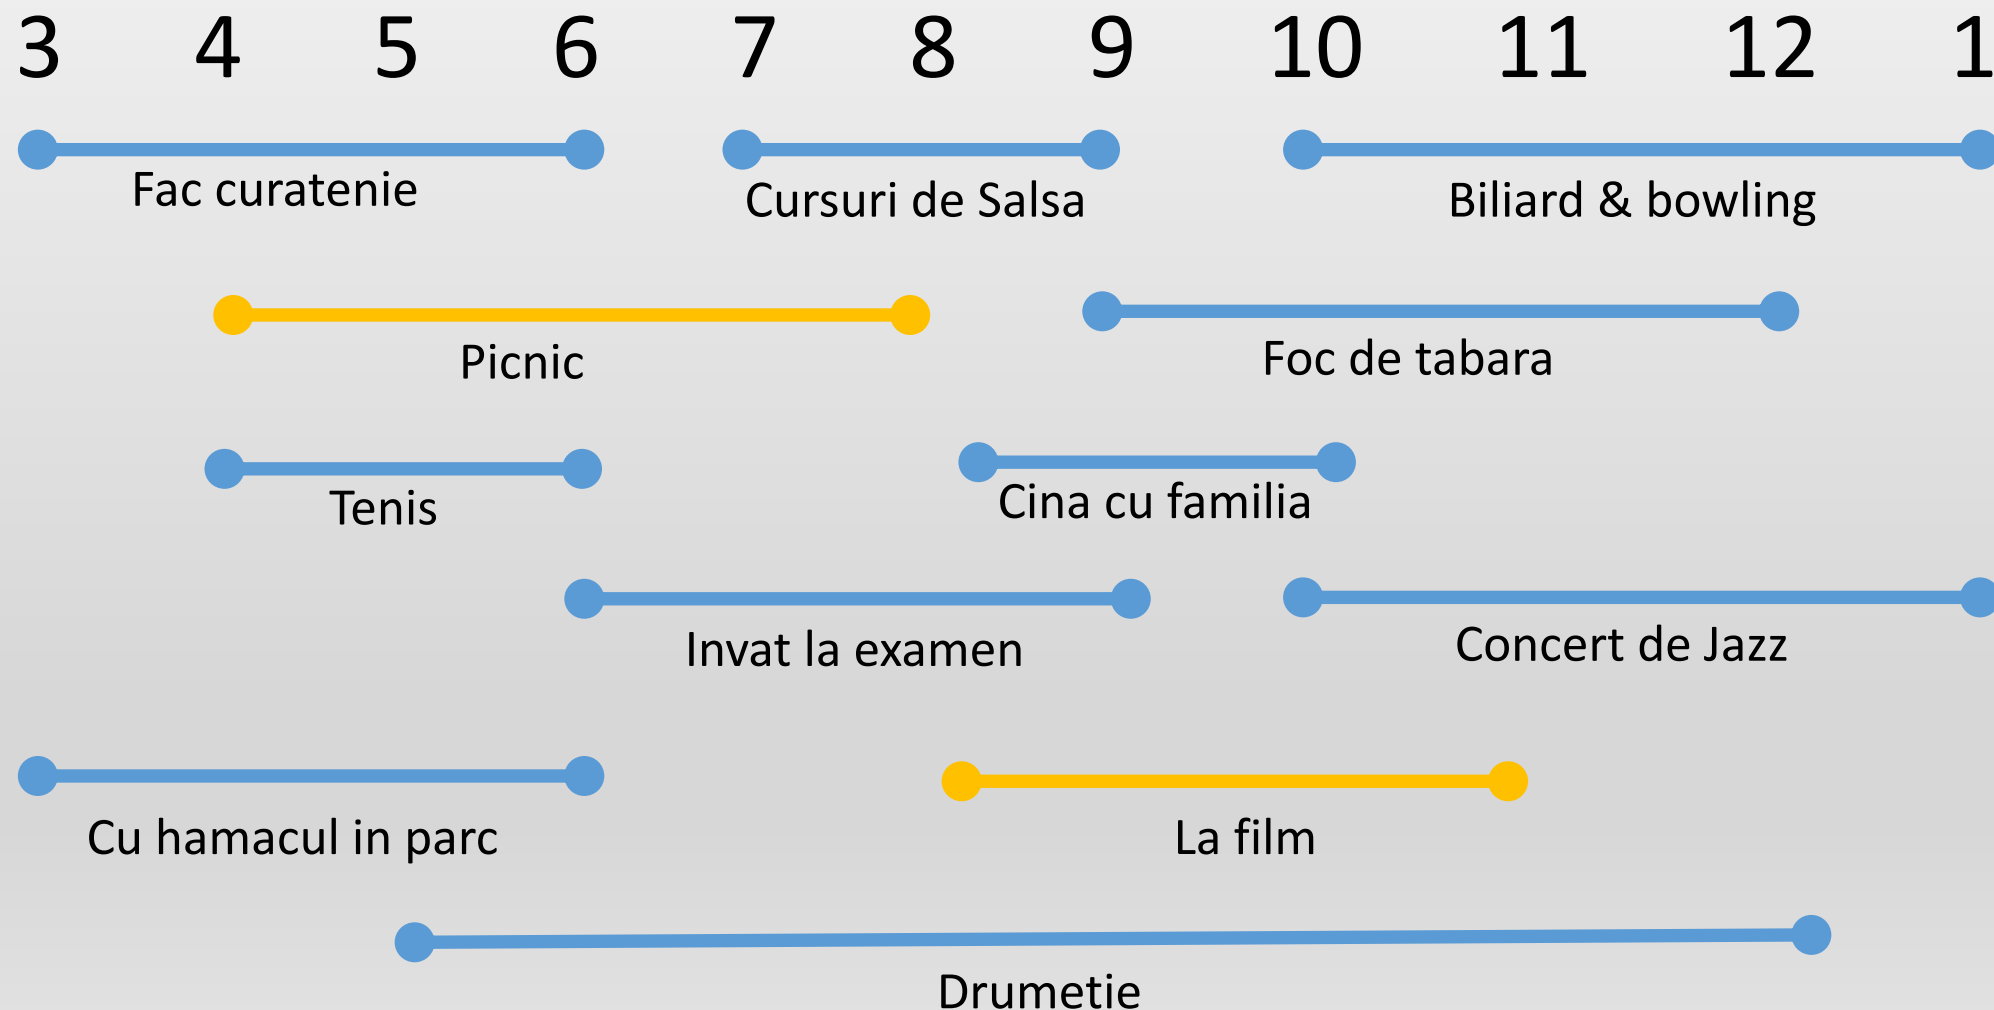 3 4 5 6 7 8 9 10 11 12 1
Fac curatenie
Cursuri de Salsa
Biliard & bowling
Picnic
Foc de tabara
Tenis
Cina cu familia
Invat la examen
Concert de Jazz
Cu hamacul in parc
La film
Drumetie